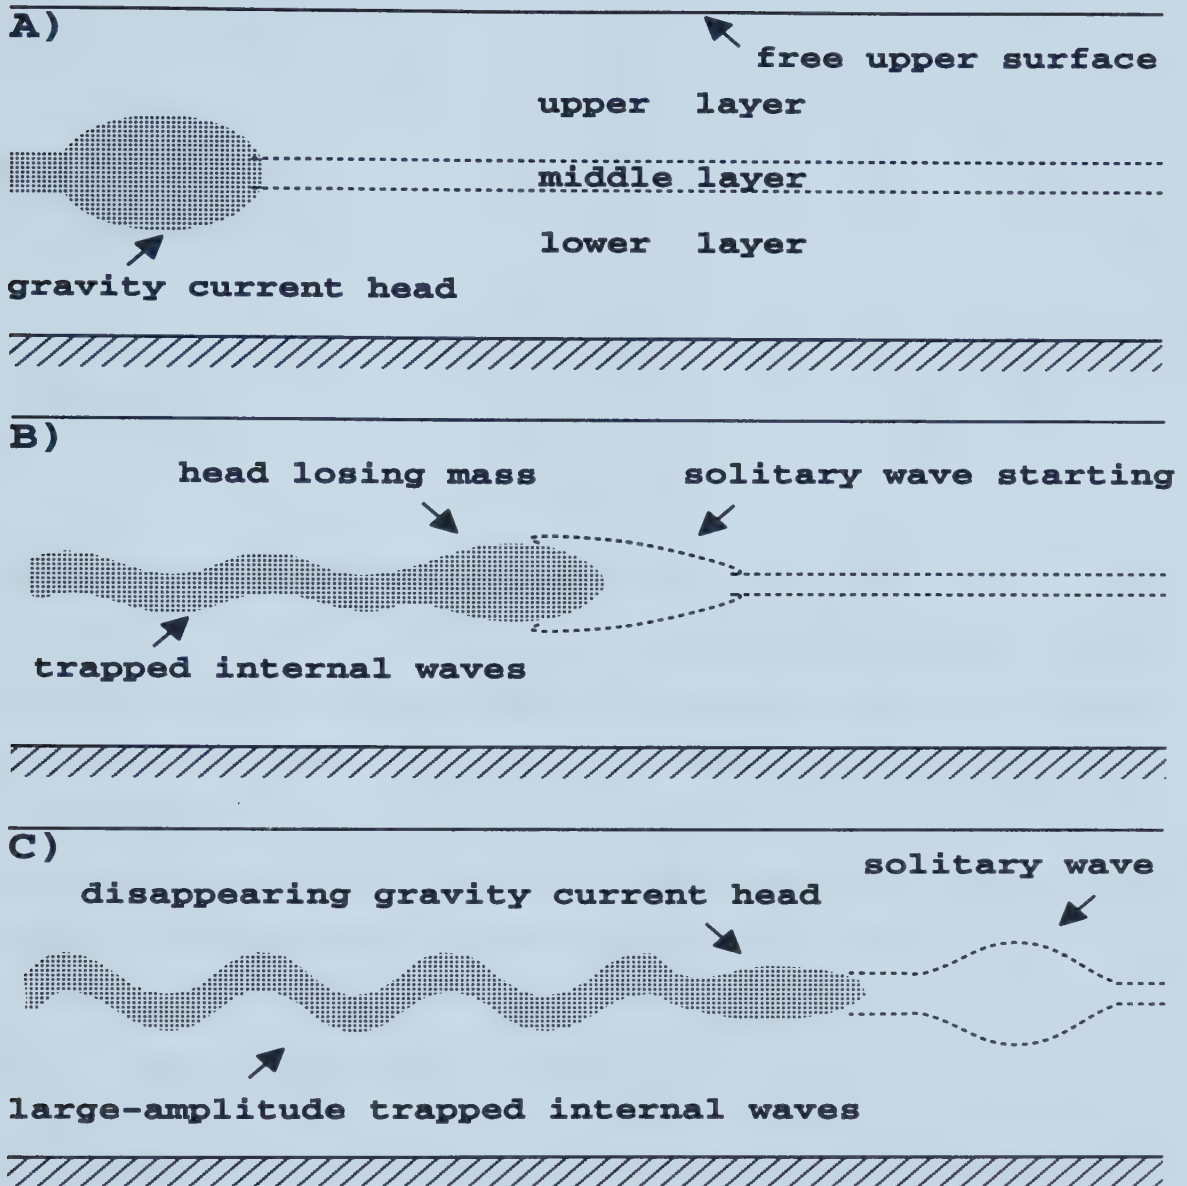 A)
free upper surface
upper layer
middle layer
lower layer
gravity current head
B)
head losing mass
solitary wave starting
trapped internal waves
C)
solitary wave
disappearing gravity current head
large-amplitude trapped internal waves